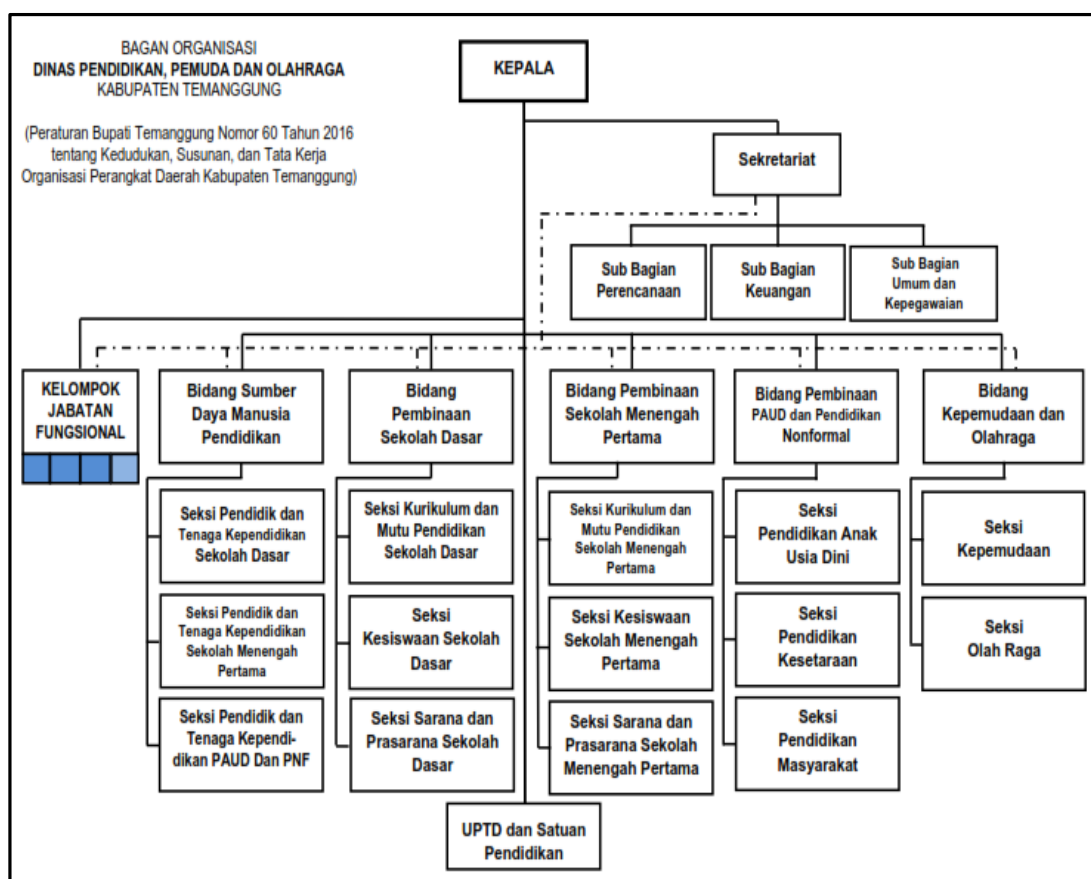 BAGAN ORGANISASI
DINAS PENDIDIKAN, PEMUDA DAN OLAHRAGA
KABUPATEN TEMANGGUNG
(Peraturan Bupati Temanggung Nomor 60 Tahun 2016
tentang Kedudukan, Susunan, dan Tata Kerja
Organisasi Perangkat Daerah Kabupaten Temanggung)
KEPALA
Sekretariat
Sub Bagian
Perencanaan
Sub Bagian
Keuangan
Sub Bagian
Umum dan
Kepegawaian
KELOMPOK
JABATAN
FUNGSIONAL
Bidang Sumber
Daya Manusia
Pendidikan
Bidang
Pembinaan
Sekolah Dasar
Bidang Pembinaan
Sekolah Menengah
Pertama
Bidang Pembinaan
PAUD dan Pendidikan
Nonformal
Bidang
Kepemudaan dan
Olahraga
Seksi Pendidik dan
Tenaga Kependidikan
Sekolah Dasar
Seksi Pendidik dan
Tenaga Kependidikan
Sekolah Menengah
Pertama
Seksi Pendidik dan
Tenaga Kependi-
dikan PAUD Dan PNF
Seksi Kurikulum dan
Mutu Pendidikan
Sekolah Dasar
Seksi
Kesiswaan Sekolah
Dasar
Seksi Sarana dan
Prasarana Sekolah
Dasar
Seksi Kurikulum dan
Mutu Pendidikan
Sekolah Menengah
Pertama
Seksi Kesiswaan
Sekolah Menengah
Pertama
Seksi Sarana dan
Prasarana Sekolah
Menengah Pertama
Seksi
Pendidikan Anak
Usia Dini
Seksi
Pendidikan
Kesetaraan
Seksi
Pendidikan
Masyarakat
Seksi
Kepemudaan
Seksi
Olah Raga
UPTD dan Satuan
Pendidikan